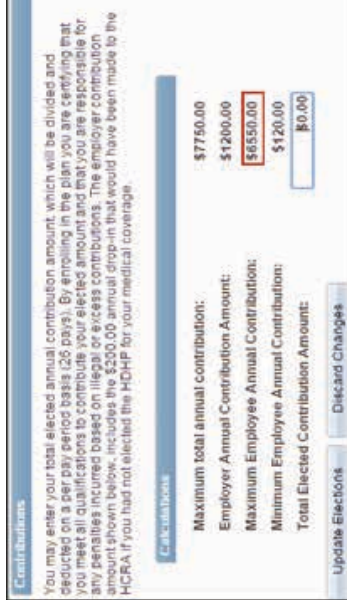 Contributions
You may enter your total elected annual contribution amount, which will be divided and
deducted on a per pay period basis (26 pays). By enrolling in the plan you are certifying that
you meet all qualifications to contribute your elected amount and that you are responsible for
any penalties incurred based on illegal or excess contributions. The employer contribution
amount shown below, includes the $200.00 annual drop-in that would have been made to the
HCRA if you had not elected the HDHP for your medical coverage.
Calculations
Maximum total annual contribution: $7750.00
Employer Annual Contribution Amount: $1200.00
Maximum Employee Annual Contribution: $6550.00
Minimum Employee Annual Contribution: $120.00
Total Elected Contribution Amount: $0.00
Update Elections Discard Changes